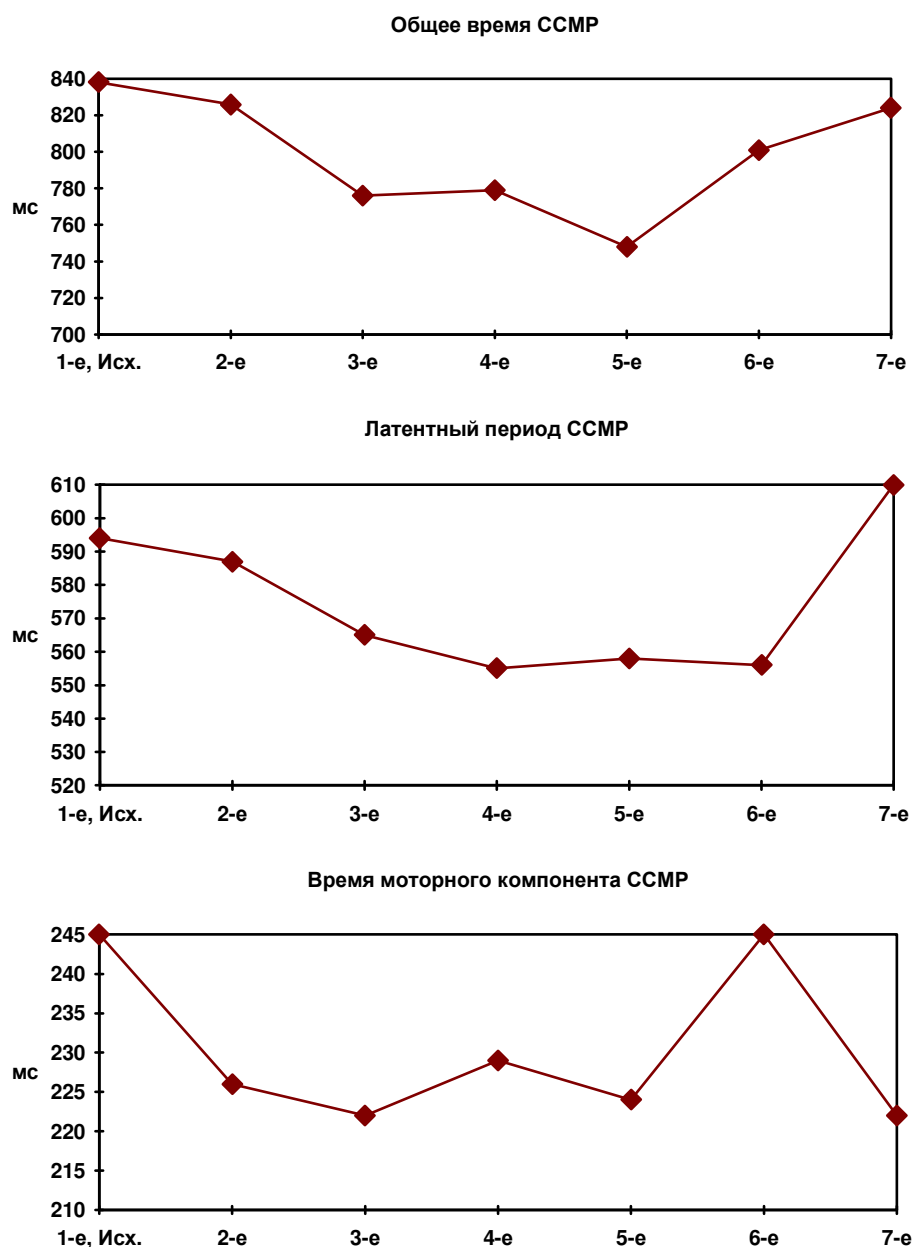 Общее время ССМР
840
820
800
780
мс
760
740
720
700
1-е, Исх. 2-е 3-е 4-е 5-е 6-е 7-е
Латентный период ССМР
610
600
590
580
570
мс
560
550
540
530
520
1-е, Исх. 2-е 3-е 4-е 5-е 6-е 7-е
Время моторного компонента ССМР
245
240
235
230
мс
225
220
215
210
1-е, Исх. 2-е 3-е 4-е 5-е 6-е 7-е